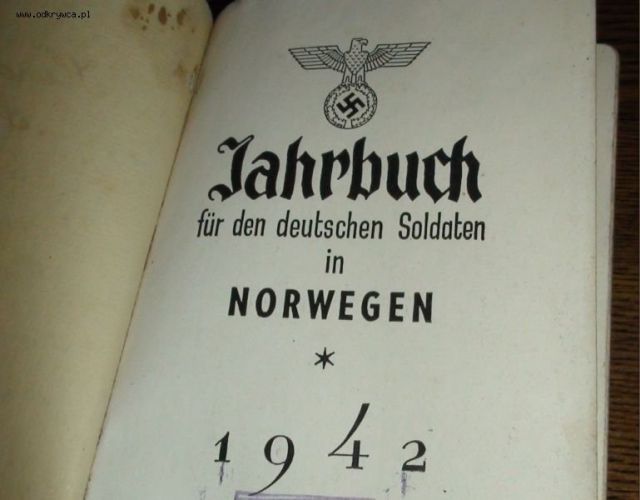 www.odkrywca.pl
Jahrbuch
für den deutschen Soldaten
in
NORWEGEN
*
1942